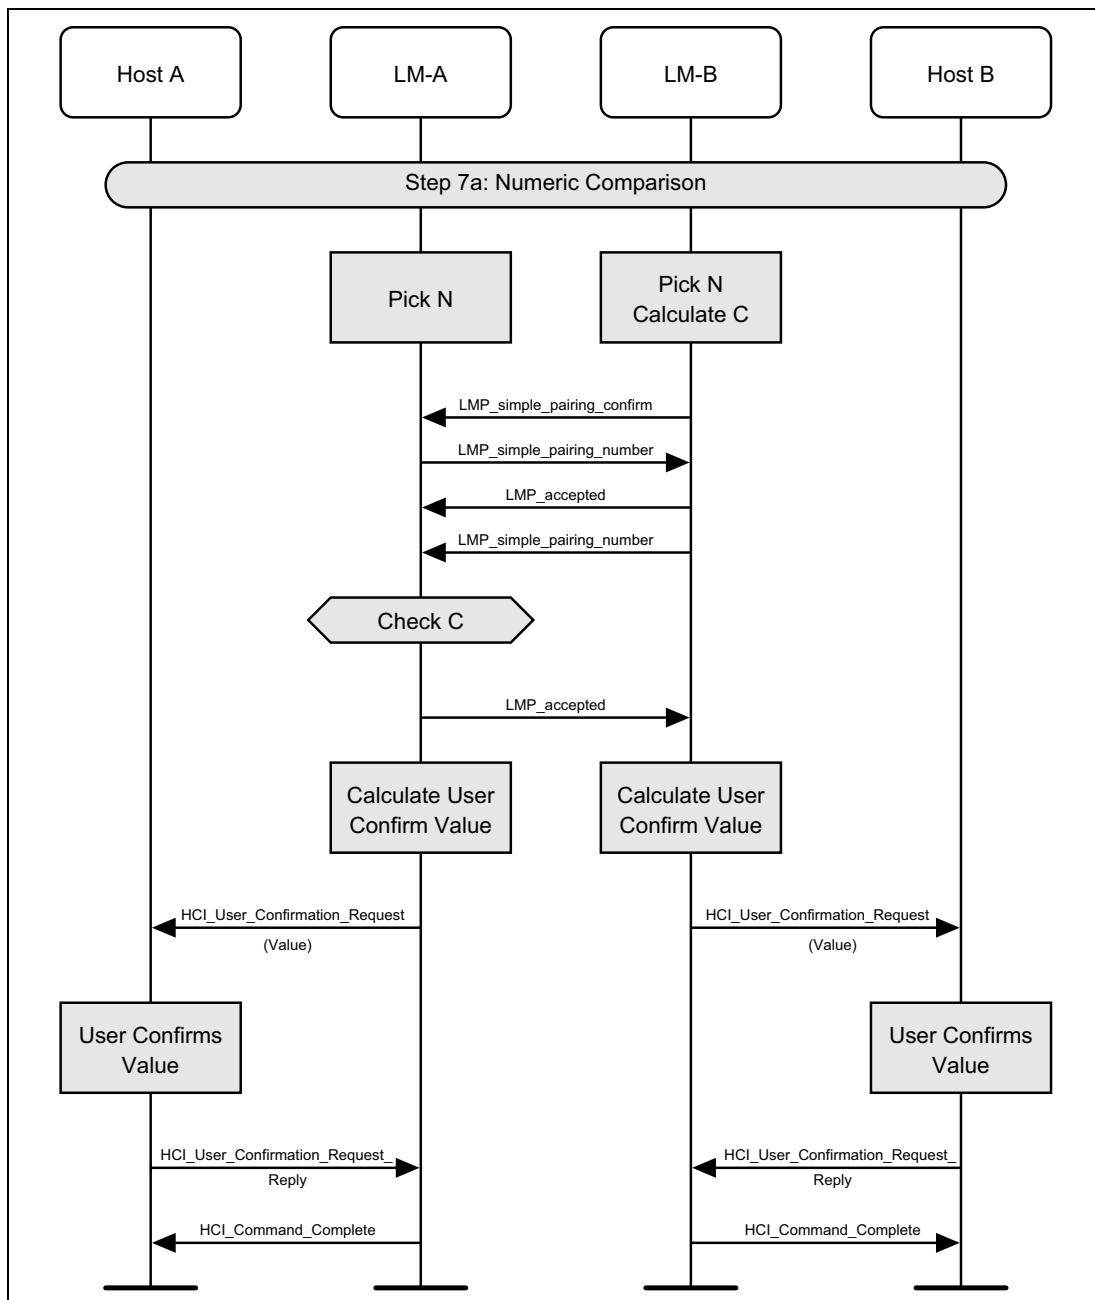 Host A
LM-A
LM-B
Host B
Step 7a: Numeric Comparison
Pick N
Pick N
Calculate C
LMP_simple_pairing_confirm
LMP_simple_pairing_number
LMP_accepted
LMP_simple_pairing_number
Check C
LMP_accepted
Calculate User
Confirm Value
Calculate User
Confirm Value
HCI_User_Confirmation_Request
(Value)
HCI_User_Confirmation_Request
(Value)
User Confirms
Value
User Confirms
Value
HCI_User_Confirmation_Request_
Reply
HCI_User_Confirmation_Request_
Reply
HCI_Command_Complete
HCI_Command_Complete